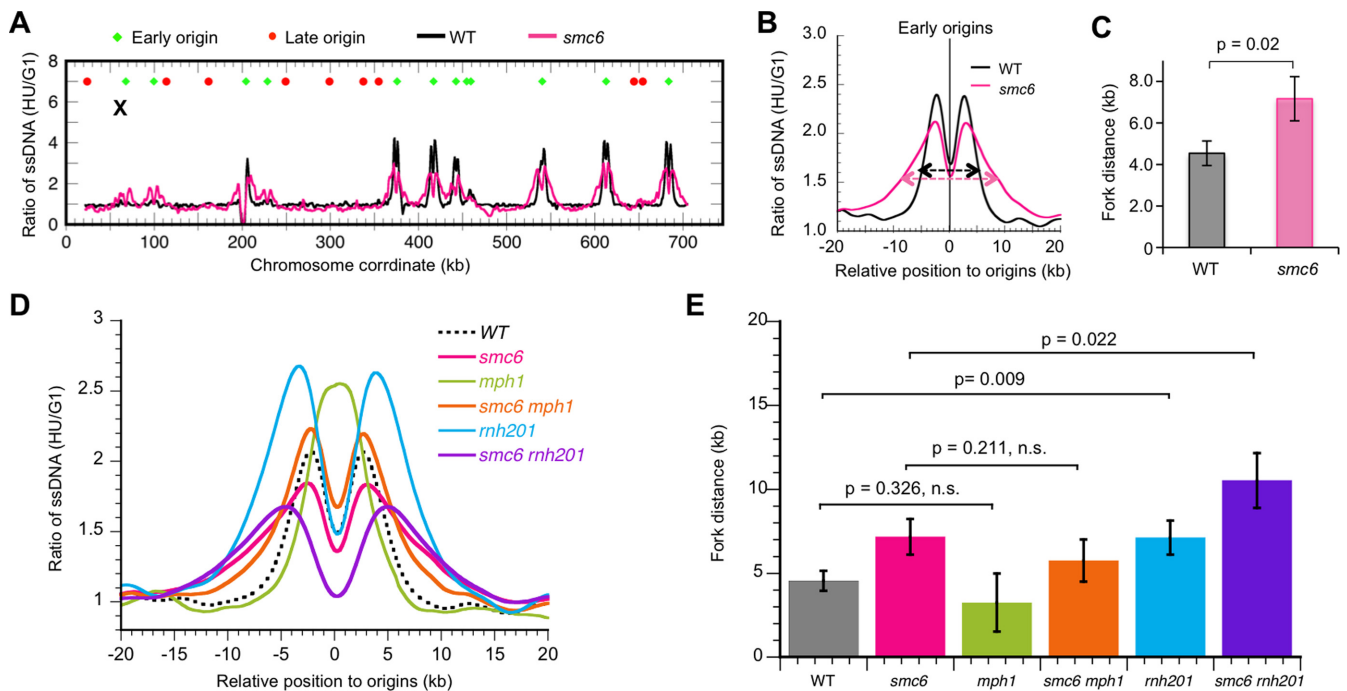 A
Early origin
Late origin
WT
smc6
Ratio of ssDNA (HU/G1)
8
7
6
5
4
3
2
1
0
X
0
100
200
300
400
500
600
700
Chromosome corrdinate (kb)
B
Early origins
WT
smc6
Ratio of ssDNA (HU/G1)
3.0
2.5
2.0
1.5
1.0
-20
-10
0
10
20
Relative position to origins (kb)
C
p = 0.02
Fork distance (kb)
8.0
6.0
4.0
2.0
0
WT
smc6
D
WT
smc6
mph1
smc6 mph1
rnh201
smc6 rnh201
Ratio of ssDNA (HU/G1)
3
2.5
2
1.5
1
-20
-15
-10
-5
0
5
10
15
20
Relative position to origins (kb)
E
p = 0.022
p= 0.009
p = 0.211, n.s.
p = 0.326, n.s.
Fork distance (kb)
20
15
10
5
0
WT
smc6
mph1
smc6 mph1
rnh201
smc6 rnh201